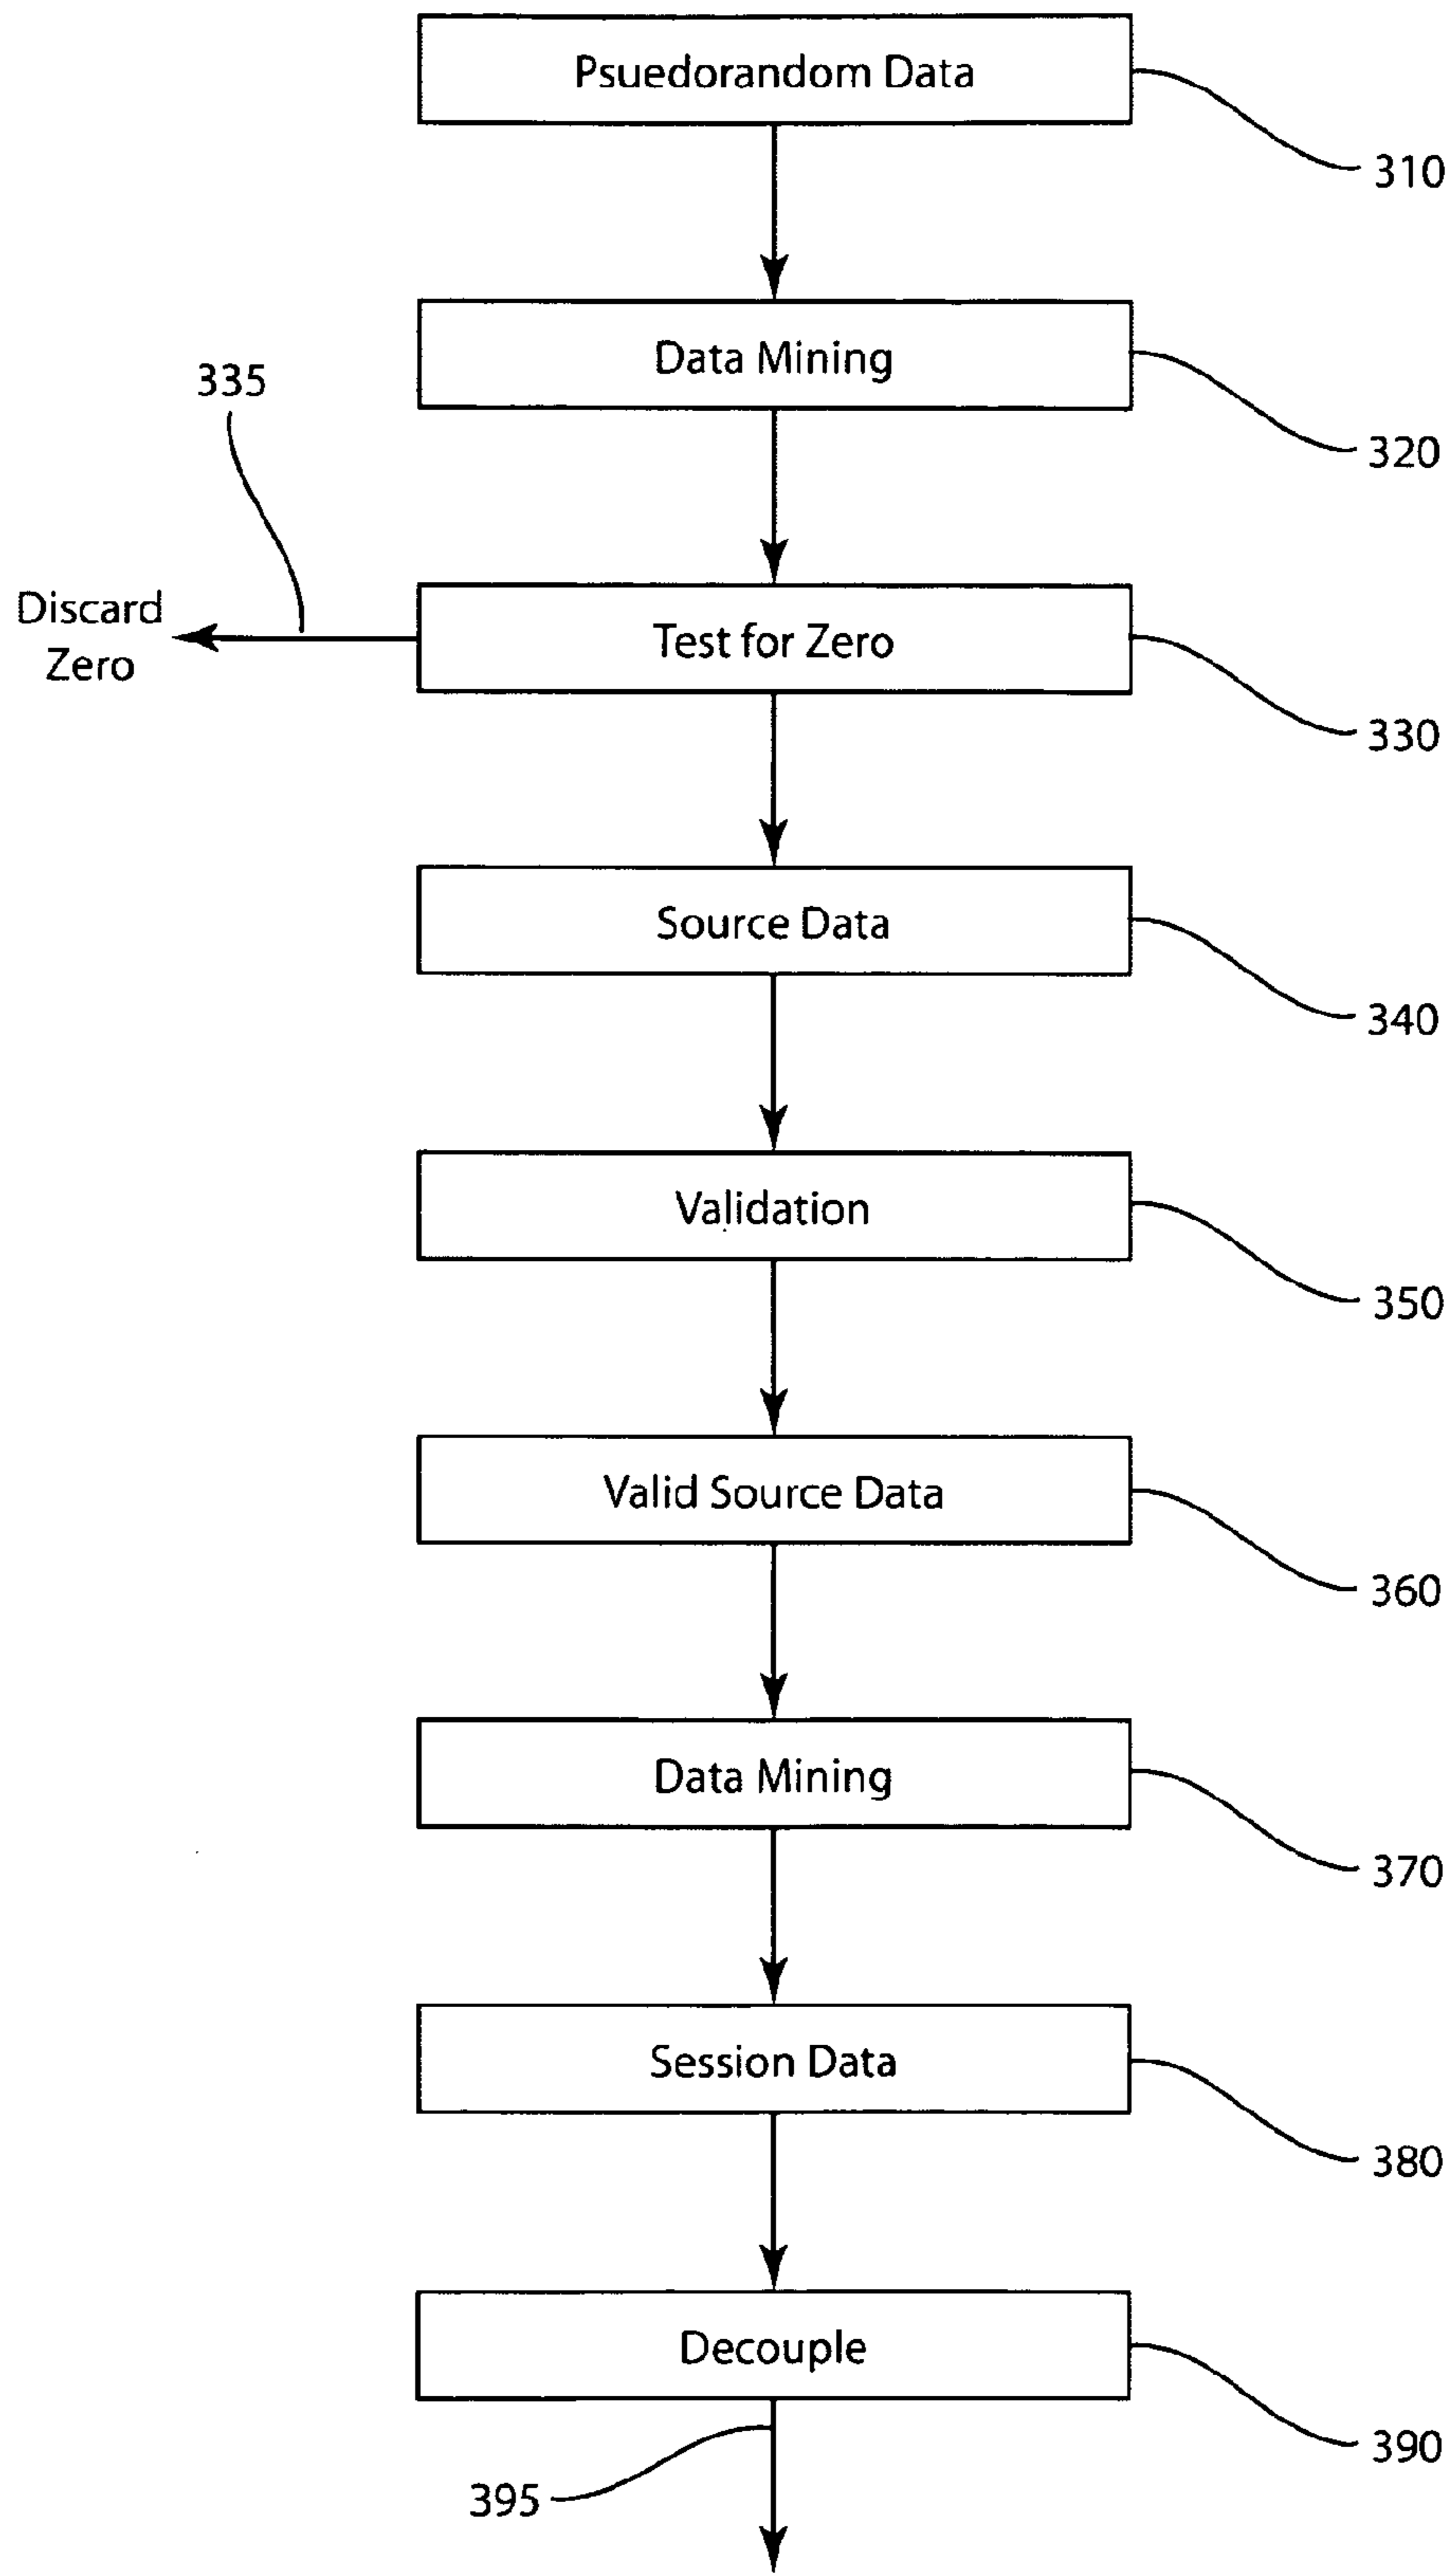 Psuedorandom Data
310
Data Mining
320
335
Discard
Zero
Test for Zero
330
Source Data
340
Validation
350
Valid Source Data
360
Data Mining
370
Session Data
380
Decouple
390
395